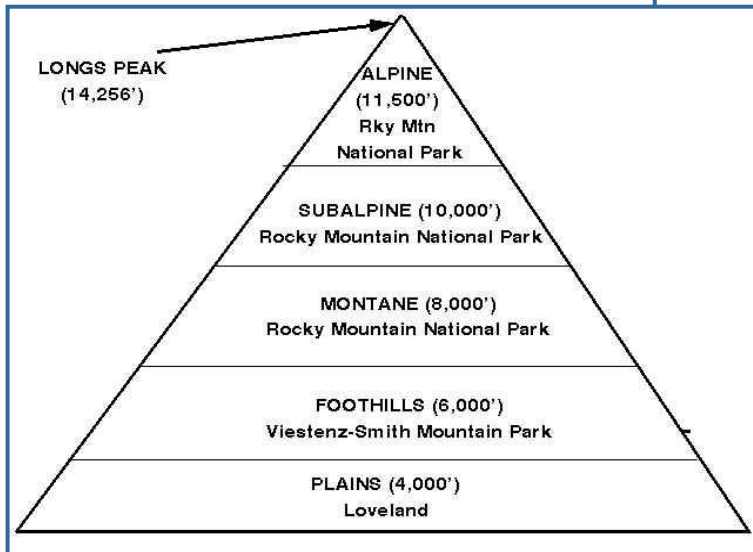 LONGS PEAK
(14,256')
ALPINE
(11,500')
Rky Mtn
National Park
SUBALPINE (10,000')
Rocky Mountain National Park
MONTANE (8,000')
Rocky Mountain National Park
FOOTHILLS (6,000')
Viestenz-Smith Mountain Park
PLAINS (4,000')
Loveland